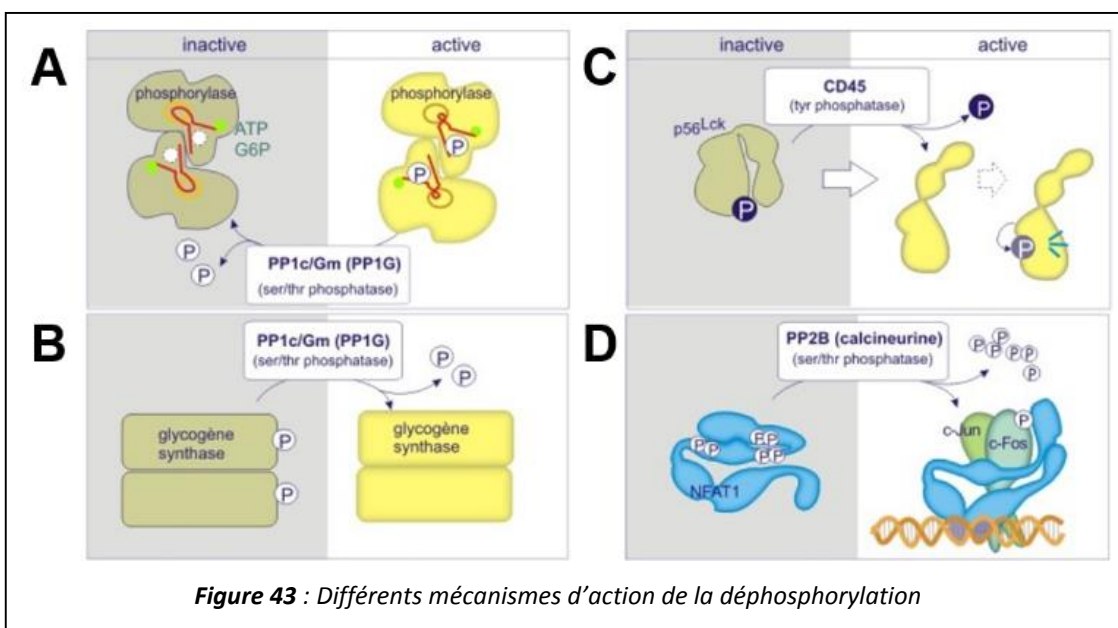 A
inactive
active
phosphorylase
ATP
G6P
phosphorylase
P
P
P
P
PP1c/Gm (PP1G)
(ser/thr phosphatase)
B
PP1c/Gm (PP1G)
(ser/thr phosphatase)
P
P
glycogène
synthase
P
P
glycogène
synthase
C
inactive
active
CD45
(tyr phosphatase)
P
p56Lck
P
P
D
PP2B (calcineurine)
(ser/thr phosphatase)
P P P P P P
P P P P P P
NFAT1
c-Jun
c-Fos
P
Figure 43 : Différents mécanismes d'action de la déphosphorylation